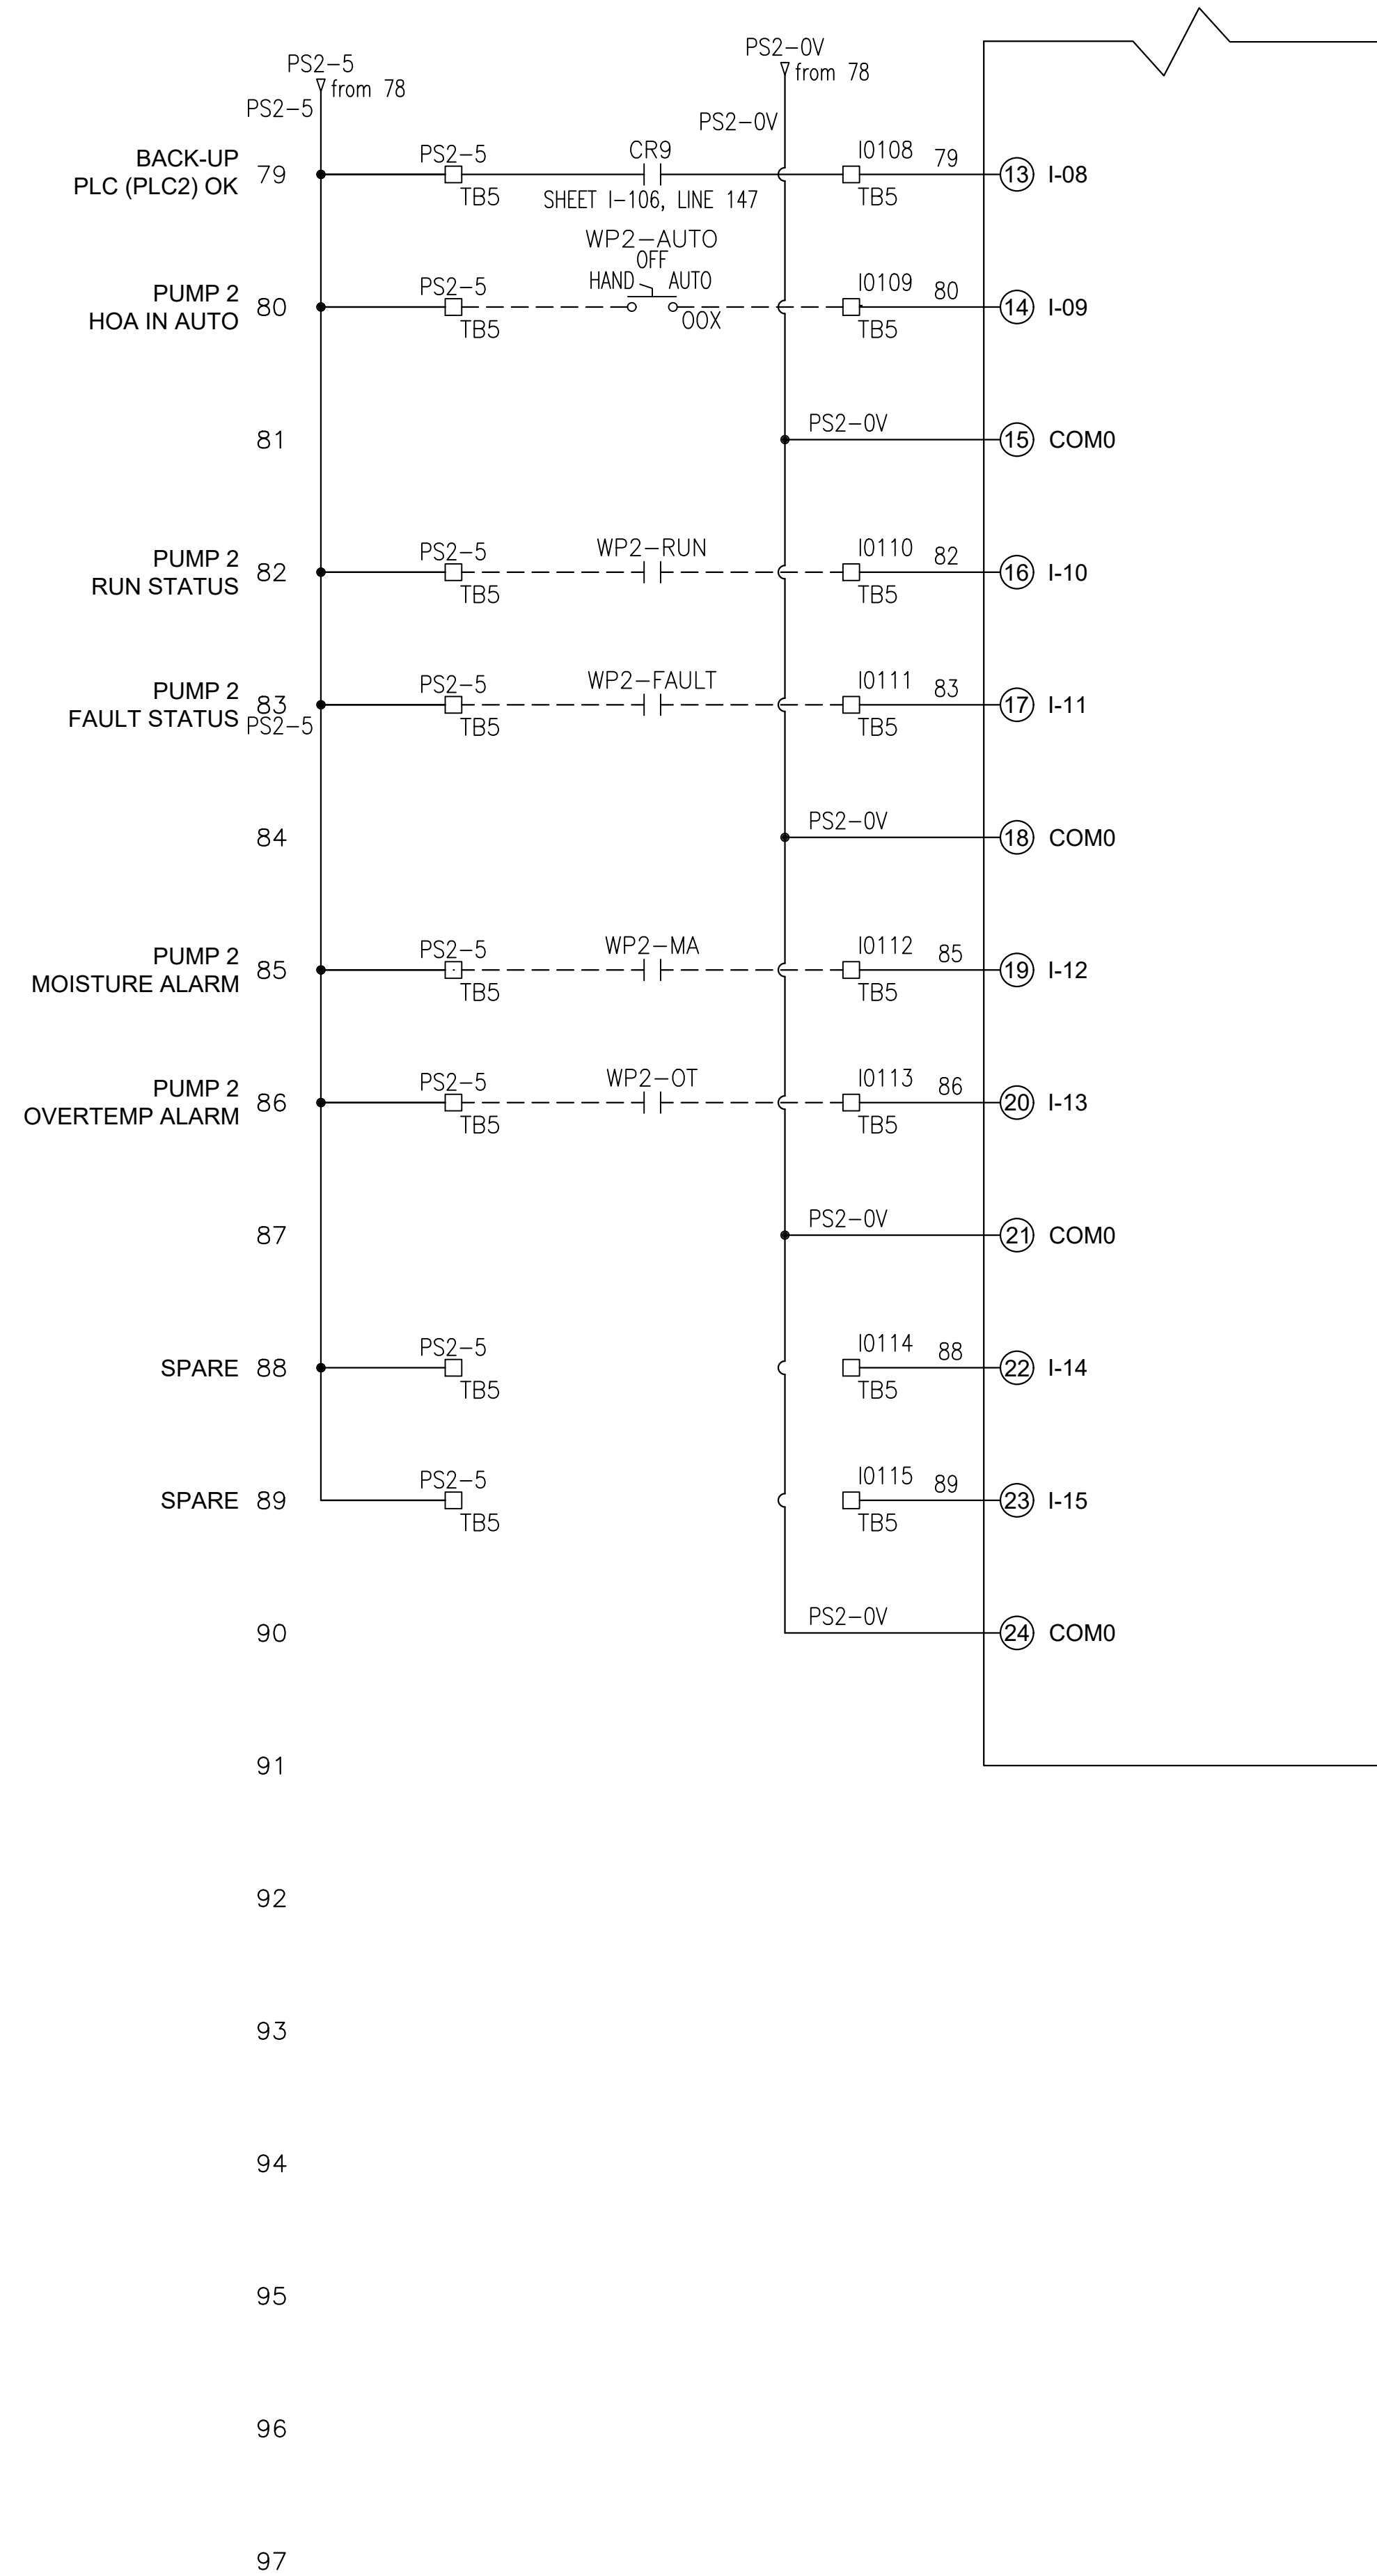 PS2-5
from 78
PS2-0V
from 78
PS2-5
PS2-0V
BACK-UP
PLC (PLC2) OK
79
PS2-5
TB5
CR9
SHEET I-106, LINE 147
I0108
TB5
79
13
I-08
PUMP 2
HOA IN AUTO
80
PS2-5
TB5
WP2-AUTO
OFF
HAND
AUTO
OOX
I0109
TB5
80
14
I-09
81
PS2-0V
15
COM0
PUMP 2
RUN STATUS
82
PS2-5
TB5
WP2-RUN
I0110
TB5
82
16
I-10
PUMP 2
FAULT STATUS
83
PS2-5
PS2-5
TB5
WP2-FAULT
I0111
TB5
83
17
I-11
84
PS2-0V
18
COM0
PUMP 2
MOISTURE ALARM
85
PS2-5
TB5
WP2-MA
I0112
TB5
85
19
I-12
PUMP 2
OVERTEMP ALARM
86
PS2-5
TB5
WP2-OT
I0113
TB5
86
20
I-13
87
PS2-0V
21
COM0
SPARE
88
PS2-5
TB5
I0114
TB5
88
22
I-14
SPARE
89
PS2-5
TB5
I0115
TB5
89
23
I-15
90
PS2-0V
24
COM0
91
92
93
94
95
96
97